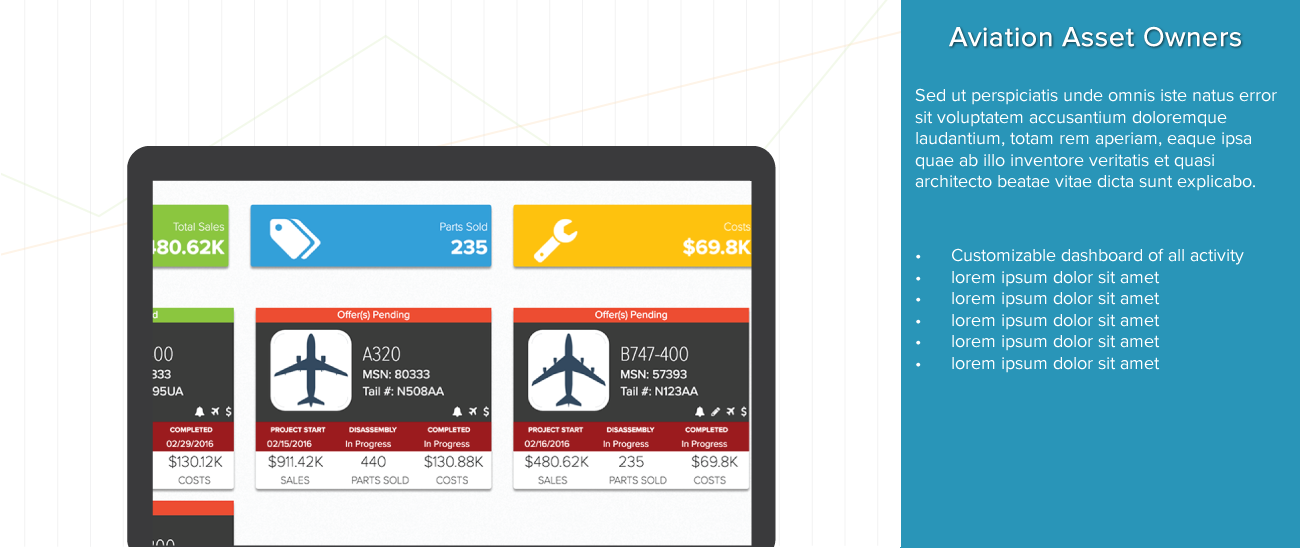 Aviation Asset Owners
Sed ut perspiciatis unde omnis iste natus error
sit voluptatem accusantium doloremque
laudantium, totam rem aperiam, eaque ipsa
quae ab illo inventore veritatis et quasi
architecto beatae vitae dicta sunt explicabo.
• Customizable dashboard of all activity
• lorem ipsum dolor sit amet
• lorem ipsum dolor sit amet
• lorem ipsum dolor sit amet
• lorem ipsum dolor sit amet
• lorem ipsum dolor sit amet
Total Sales
480.62K
Parts Sold
235
Costs
$69.8K
d
00
333
95UA
COMPLETED
02/29/2016
$130.12K
COSTS
Offer(s) Pending
A320
MSN: 80333
Tail #: N508AA
$
PROJECT START DISASSEMBLY COMPLETED
02/15/2016 In Progress In Progress
$911.42K 440 $130.88K
SALES PARTS SOLD COSTS
Offer(s) Pending
B747-400
MSN: 57393
Tail #: N123AA
$
PROJECT START DISASSEMBLY COMPLETED
02/16/2016 In Progress In Progress
$480.62K 235 $69.8K
SALES PARTS SOLD COSTS